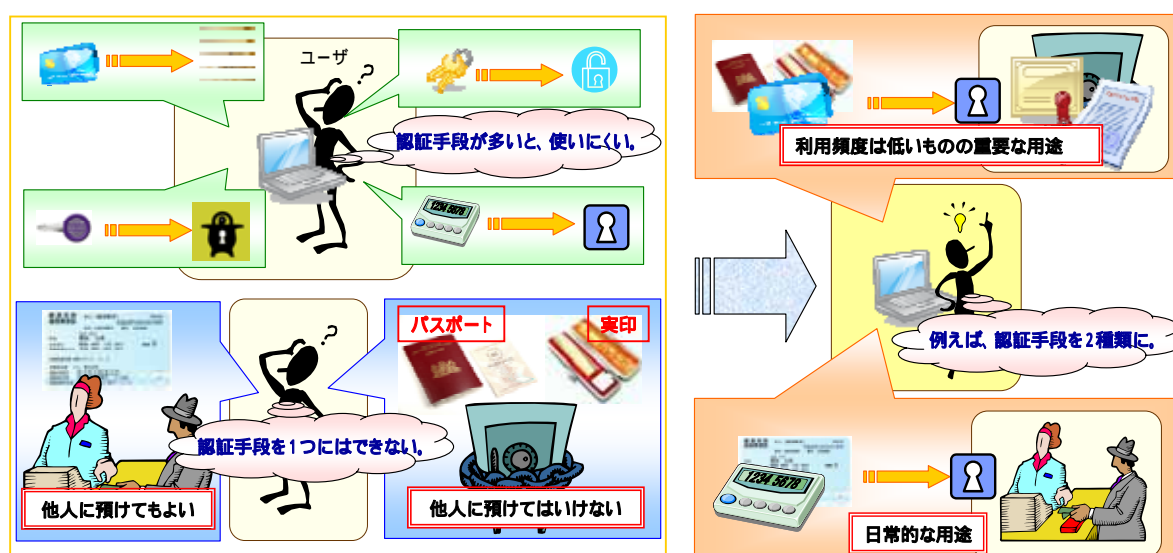 ユーザ
?
認証手段が多いと、使いにくい。
1234 5678
?
パスポート
実印
認証手段を1つにはできない。
他人に預けてもよい
他人に預けてはいけない
利用頻度は低いものの重要な用途
例えば、認証手段を2種類に。
1234 5678
日常的な用途